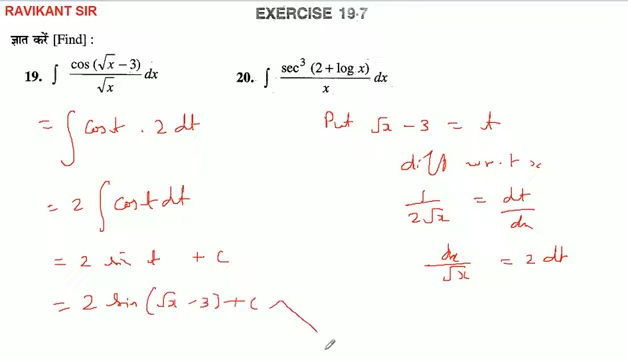 RAVIKANT SIR
EXERCISE 19·7
ज्ञात करें [Find] :
19. ∫ cos (√x – 3) / √x dx
20. ∫ sec³ (2 + log x) / x dx
= ∫ cos t . 2 dt
= 2 ∫ cos t dt
= 2 sin t + c
= 2 sin (√x – 3) + c
Put √x – 3 = t
diff w.r.t x
1 / 2√x = dt / dx
dx / √x = 2 dt